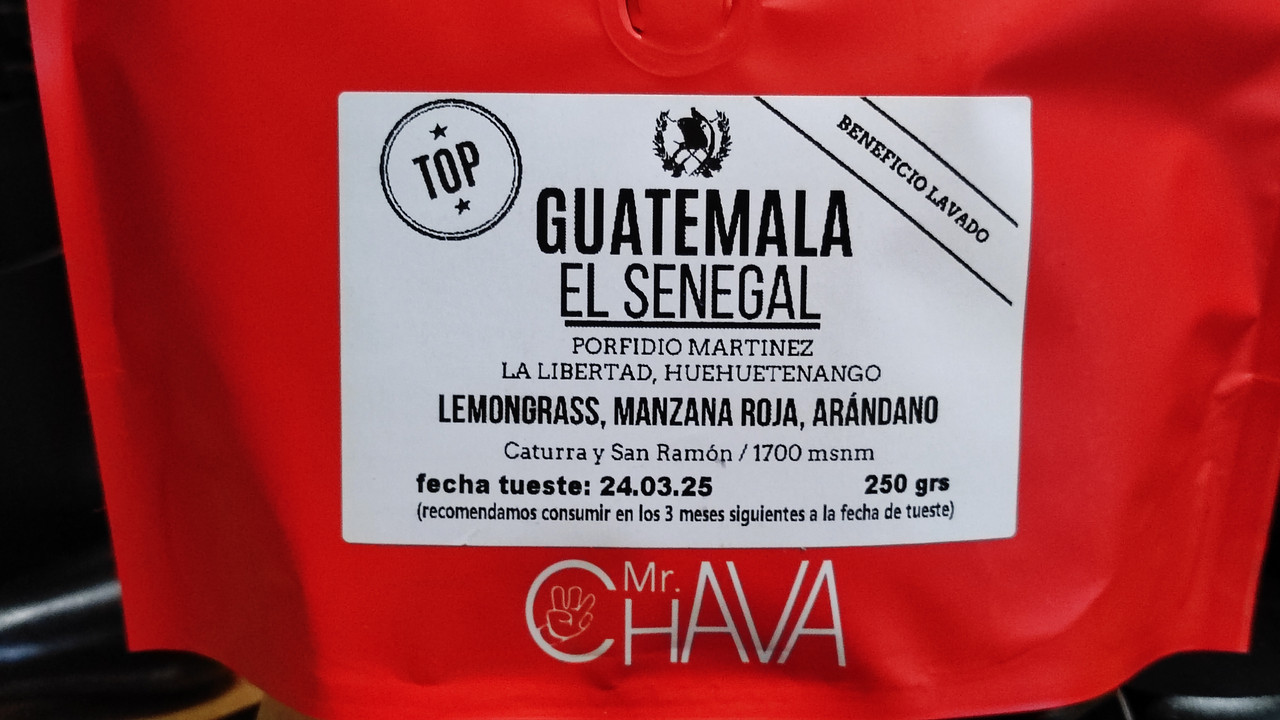 TOP
BENEFICIO LAVADO
GUATEMALA
EL SENEGAL
PORFIDIO MARTINEZ
LA LIBERTAD, HUEHUETENANGO
LEMONGRASS, MANZANA ROJA, ARÁNDANO
Caturra y San Ramón / 1700 msnm
fecha tueste: 24.03.25 250 grs
(recomendamos consumir en los 3 meses siguientes a la fecha de tueste)
Mr.
CHAVA